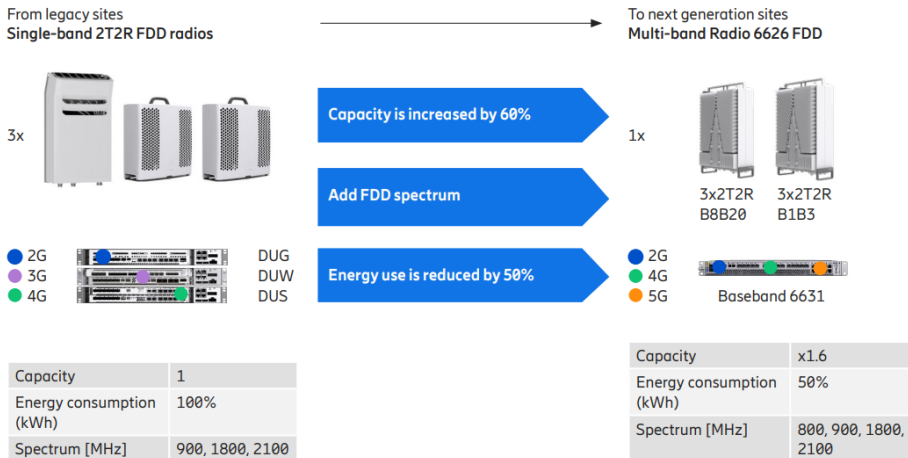 From legacy sites
Single-band 2T2R FDD radios
To next generation sites
Multi-band Radio 6626 FDD
3x
Capacity is increased by 60%
1x
3x2T2R
B8B20
3x2T2R
B1B3
Add FDD spectrum
2G
3G
4G
DUG
DUW
DUS
Energy use is reduced by 50%
2G
4G
5G
Baseband 6631
Capacity 1
Energy consumption (kWh) 100%
Spectrum [MHz] 900, 1800, 2100
Capacity x1.6
Energy consumption (kWh) 50%
Spectrum [MHz] 800, 900, 1800, 2100